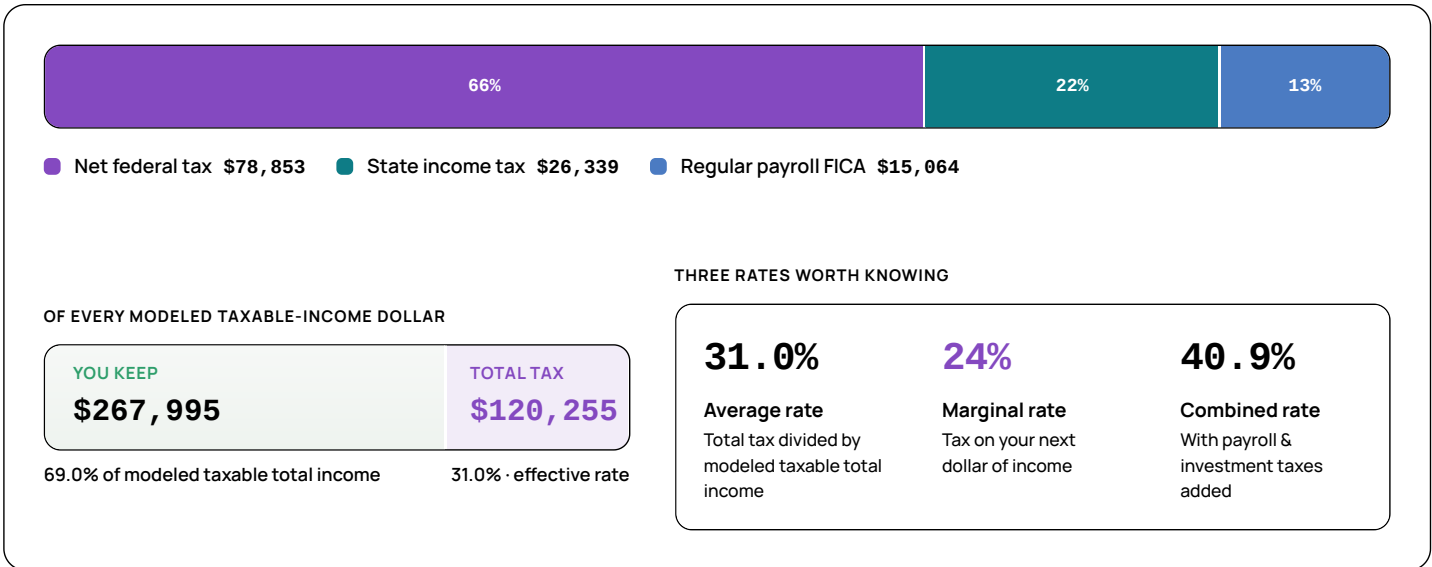 66%
22%
13%
Net federal tax $78,853 State income tax $26,339 Regular payroll FICA $15,064
OF EVERY MODELED TAXABLE-INCOME DOLLAR
YOU KEEP
$267,995
TOTAL TAX
$120,255
69.0% of modeled taxable total income
31.0% · effective rate
THREE RATES WORTH KNOWING
31.0%
Average rate
Total tax divided by
modeled taxable total
income
24%
Marginal rate
Tax on your next
dollar of income
40.9%
Combined rate
With payroll &
investment taxes
added